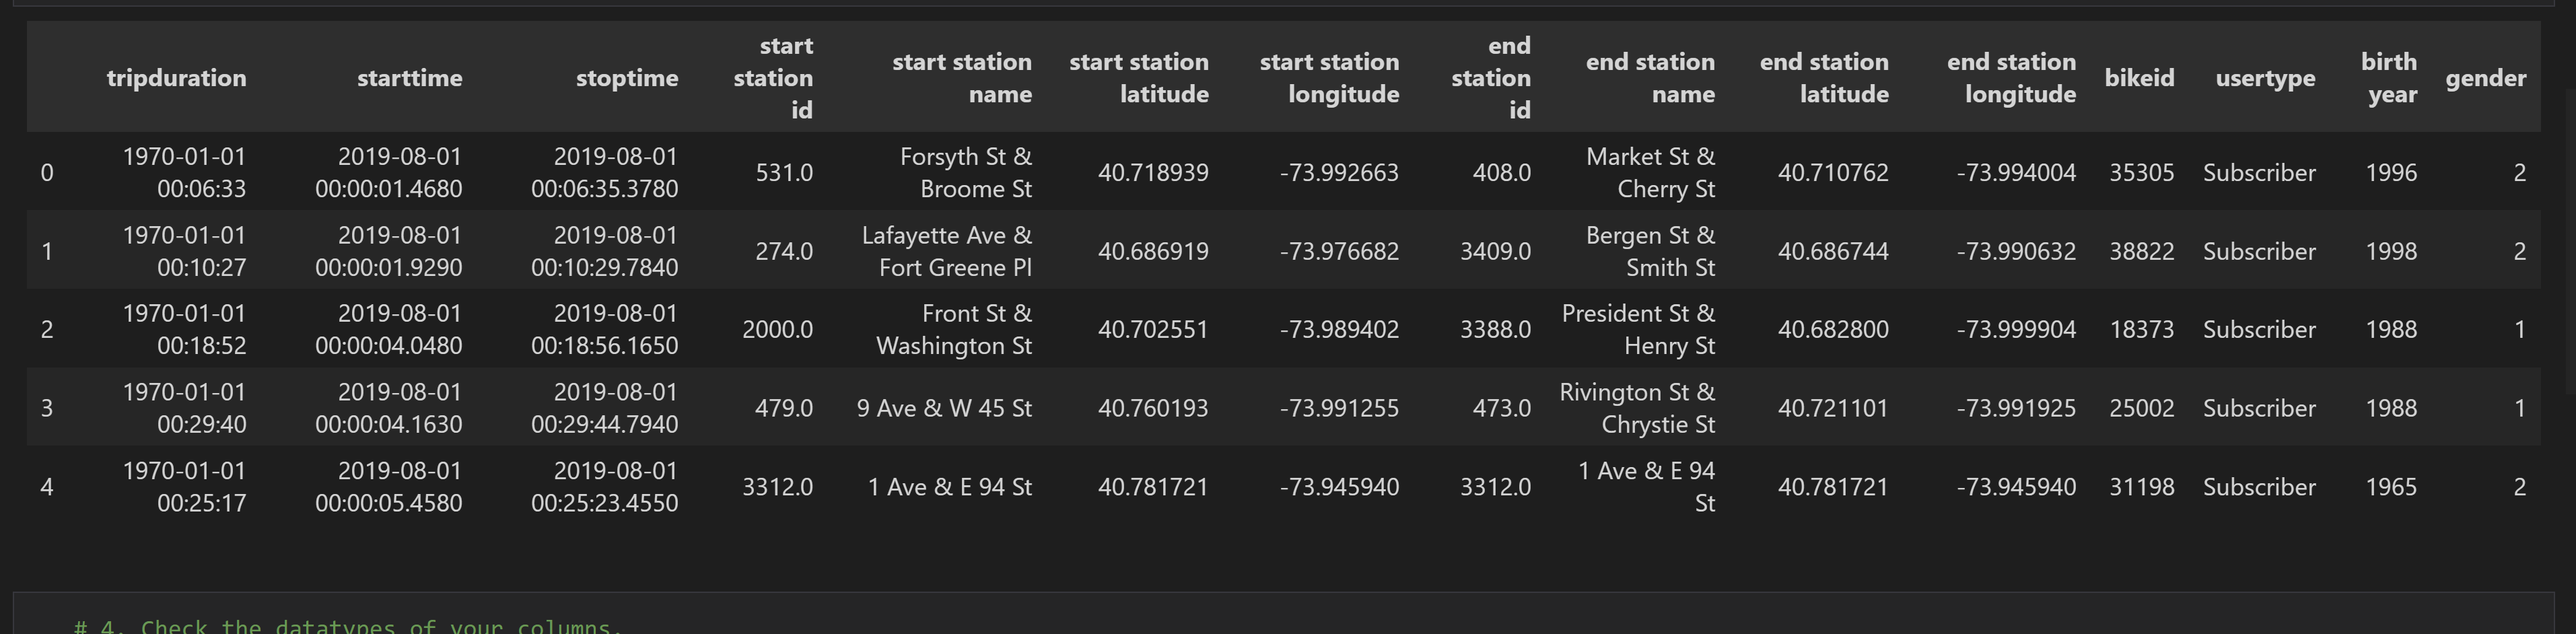 tripduration starttime stoptime start station id start station name start station latitude start station longitude end station id end station name end station latitude end station longitude bikeid usertype birth year gender
0 1970-01-01 00:06:33 2019-08-01 00:00:01.4680 2019-08-01 00:06:35.3780 531.0 Forsyth St & Broome St 40.718939 -73.992663 408.0 Market St & Cherry St 40.710762 -73.994004 35305 Subscriber 1996 2
1 1970-01-01 00:10:27 2019-08-01 00:00:01.9290 2019-08-01 00:10:29.7840 274.0 Lafayette Ave & Fort Greene Pl 40.686919 -73.976682 3409.0 Bergen St & Smith St 40.686744 -73.990632 38822 Subscriber 1998 2
2 1970-01-01 00:18:52 2019-08-01 00:00:04.0480 2019-08-01 00:18:56.1650 2000.0 Front St & Washington St 40.702551 -73.989402 3388.0 President St & Henry St 40.682800 -73.999904 18373 Subscriber 1988 1
3 1970-01-01 00:29:40 2019-08-01 00:00:04.1630 2019-08-01 00:29:44.7940 479.0 9 Ave & W 45 St 40.760193 -73.991255 473.0 Rivington St & Chrystie St 40.721101 -73.991925 25002 Subscriber 1988 1
4 1970-01-01 00:25:17 2019-08-01 00:00:05.4580 2019-08-01 00:25:23.4550 3312.0 1 Ave & E 94 St 40.781721 -73.945940 3312.0 1 Ave & E 94 St 40.781721 -73.945940 31198 Subscriber 1965 2
# 4. Check the datatypes of your columns.